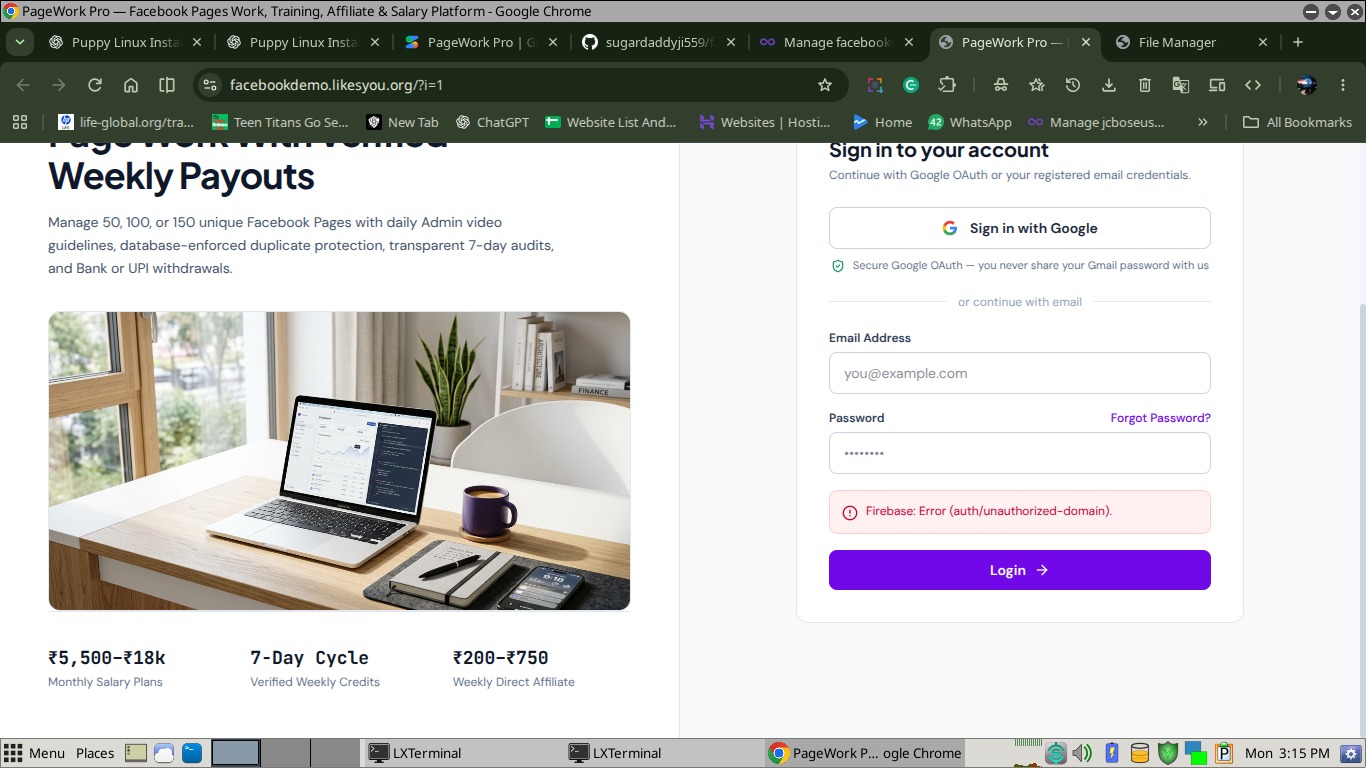 PageWork Pro — Facebook Pages Work, Training, Affiliate & Salary Platform - Google Chrome
Puppy Linux Insta
Puppy Linux Insta
PageWork Pro | G
sugardaddyji559/f
Manage facebook
PageWork Pro —
File Manager
facebookdemo.likesyou.org/?i=1
life-global.org/tra...
Teen Titans Go Se...
New Tab
ChatGPT
Website List And...
Websites | Hosti...
Home
42
WhatsApp
Manage jcboseus...
All Bookmarks
Page Work With Verified
Weekly Payouts
Manage 50, 100, or 150 unique Facebook Pages with daily Admin video
guidelines, database-enforced duplicate protection, transparent 7-day audits,
and Bank or UPI withdrawals.
ARCHITECTURE
FINANCE
₹5,500–₹18k
Monthly Salary Plans
7-Day Cycle
Verified Weekly Credits
₹200–₹750
Weekly Direct Affiliate
Sign in to your account
Continue with Google OAuth or your registered email credentials.
Sign in with Google
Secure Google OAuth — you never share your Gmail password with us
or continue with email
Email Address
you@example.com
Password
Forgot Password?
••••••••
Firebase: Error (auth/unauthorized-domain).
Login →
Menu
Places
LXTerminal
LXTerminal
PageWork P... ogle Chrome
Mon 3:15 PM